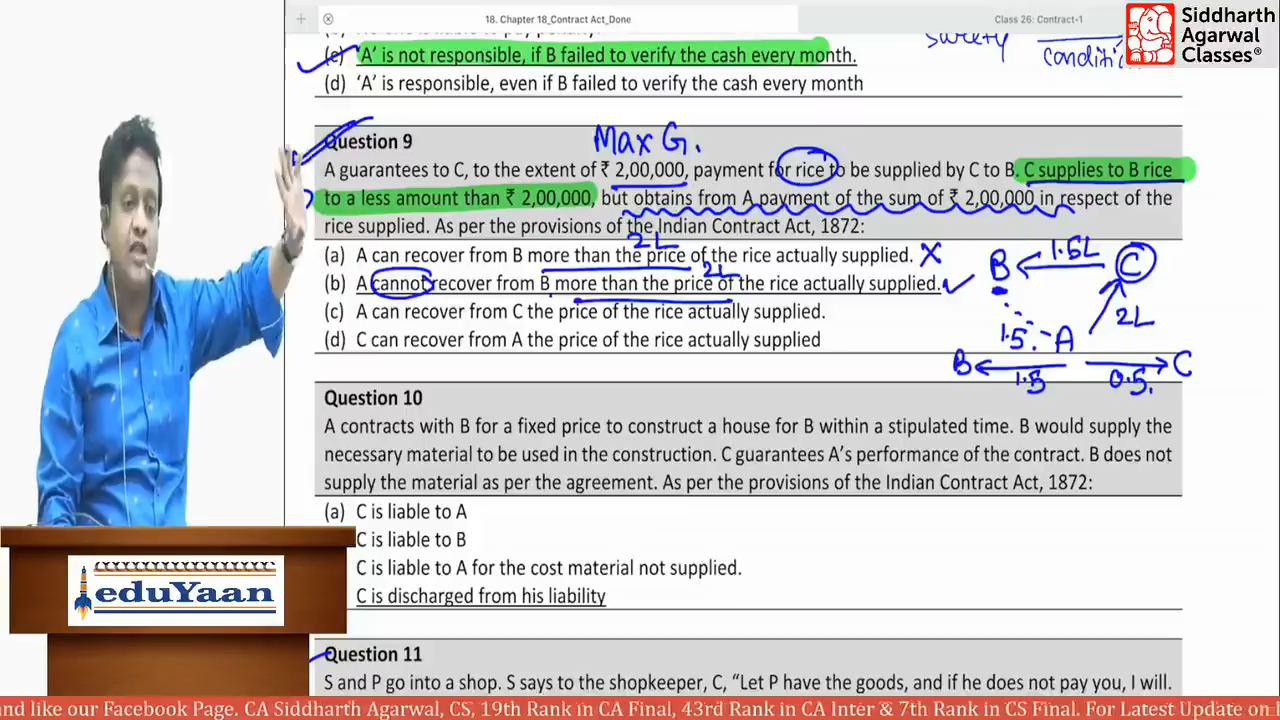 18. Chapter 18_Contract Act_Done
Class 26: Contract-1
Siddharth
Agarwal
Classes®
surety
condition
(c) 'A' is not responsible, if B failed to verify the cash every month.
(d) 'A' is responsible, even if B failed to verify the cash every month
Question 9
Max G.
A guarantees to C, to the extent of ₹ 2,00,000, payment for rice to be supplied by C to B. C supplies to B rice
to a less amount than ₹ 2,00,000, but obtains from A payment of the sum of ₹ 2,00,000 in respect of the
rice supplied. As per the provisions of the Indian Contract Act, 1872:
2L
(a) A can recover from B more than the price of the rice actually supplied. X
2L
(b) A cannot recover from B more than the price of the rice actually supplied.
(c) A can recover from C the price of the rice actually supplied.
(d) C can recover from A the price of the rice actually supplied
B 1.5L C
1.5 A 2L
B 1.5 0.5 C
Question 10
A contracts with B for a fixed price to construct a house for B within a stipulated time. B would supply the
necessary material to be used in the construction. C guarantees A's performance of the contract. B does not
supply the material as per the agreement. As per the provisions of the Indian Contract Act, 1872:
(a) C is liable to A
C is liable to B
C is liable to A for the cost material not supplied.
C is discharged from his liability
eduYaan
Question 11
S and P go into a shop. S says to the shopkeeper, C, "Let P have the goods, and if he does not pay you, I will.
and like our Facebook Page. CA Siddharth Agarwal, CS, 19th Rank in CA Final, 43rd Rank in CA Inter & 7th Rank in CS Final. For Latest Update on